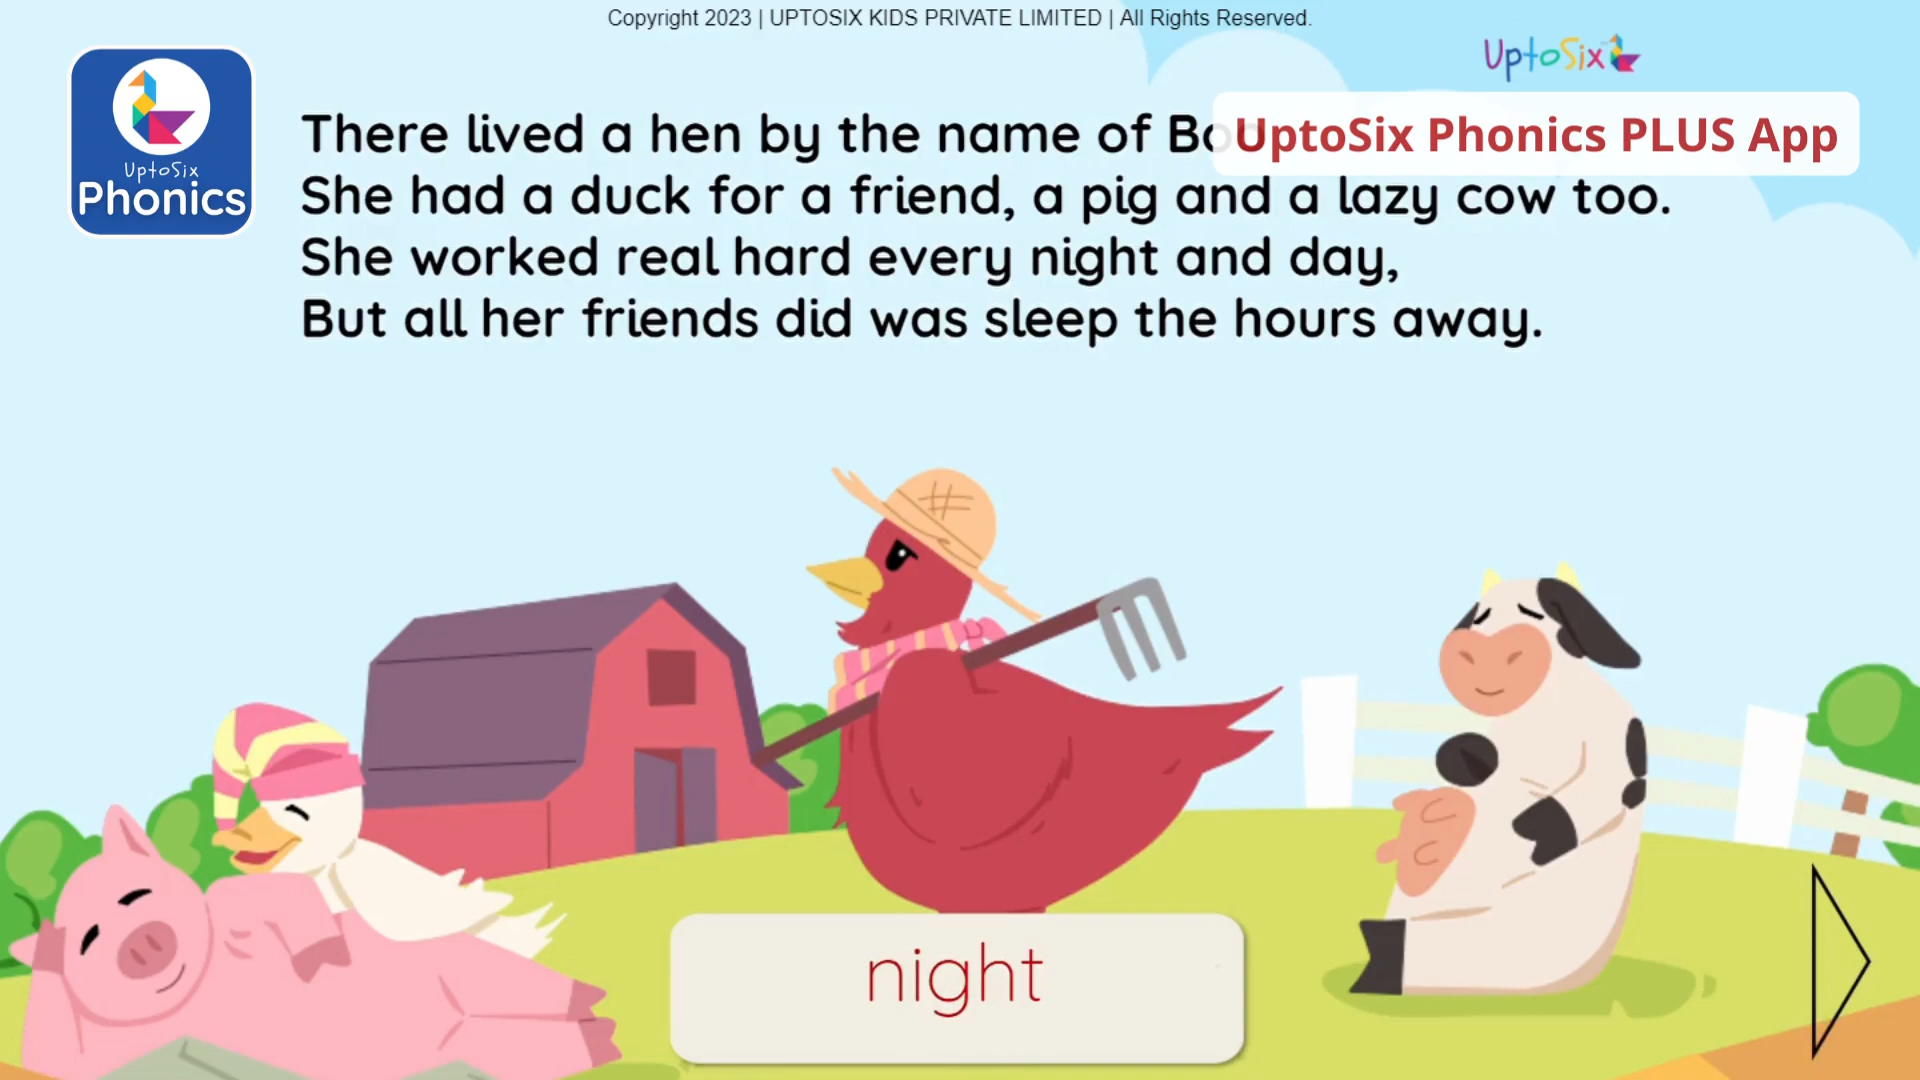 Copyright 2023 | UPTOSIX KIDS PRIVATE LIMITED | All Rights Reserved.
UptoSix
UptoSix
Phonics
There lived a hen by the name of
UptoSix Phonics PLUS App
She had a duck for a friend, a pig and a lazy cow too.
She worked real hard every night and day,
But all her friends did was sleep the hours away.
night